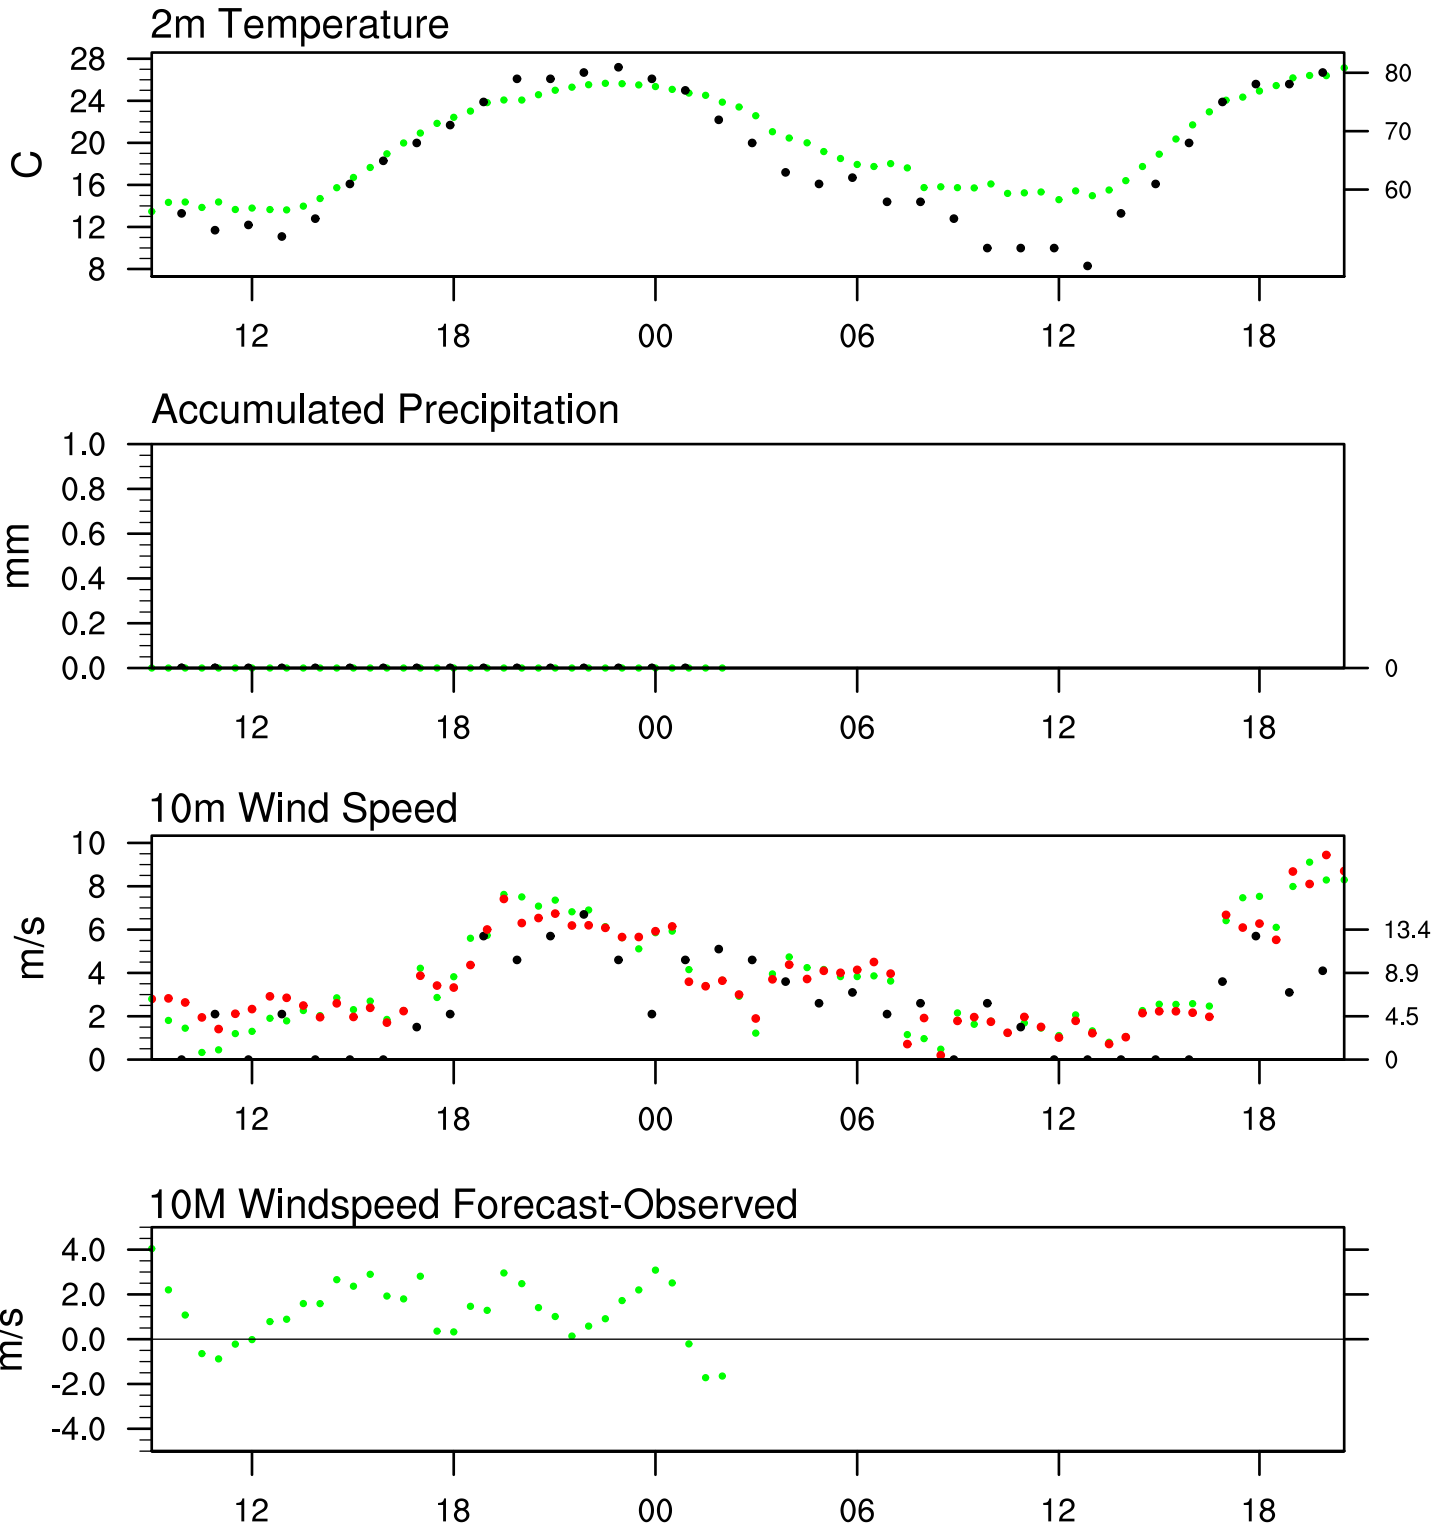 2m Temperature
28
24
20
16
12
8
C
80
70
60
12 18 00 06 12 18
Accumulated Precipitation
1.0
0.8
0.6
0.4
0.2
0.0
mm
0
12 18 00 06 12 18
10m Wind Speed
10
8
6
4
2
0
m/s
13.4
8.9
4.5
0
12 18 00 06 12 18
10M Windspeed Forecast-Observed
4.0
2.0
0.0
-2.0
-4.0
m/s
12 18 00 06 12 18